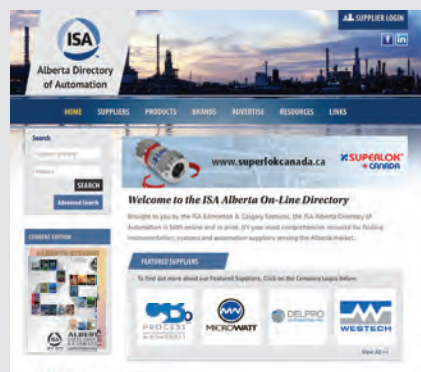 SUPPLIER LOGIN
ISA
Alberta Directory
of Automation
HOME SUPPLIERS PRODUCTS BRANDS ADVERTISE RESOURCES LINKS
Search
SEARCH
Advanced Search
www.superlokcanada.ca
SUPERLOK
CANADA
Welcome to the ISA Alberta On-Line Directory
Brought to you by the ISA Edmonton & Calgary Sections, the ISA Alberta Directory of
Automation is both online and in print. It's your most comprehensive resource for finding
instrumentation, systems and automation suppliers serving the Alberta market.
CURRENT EDITION
ISA
FEATURED SUPPLIERS
To find out more about our Featured Suppliers, Click on the Company Logos below:
PROCESS
MICROWATT
DELPRO
WESTECH
View All >>